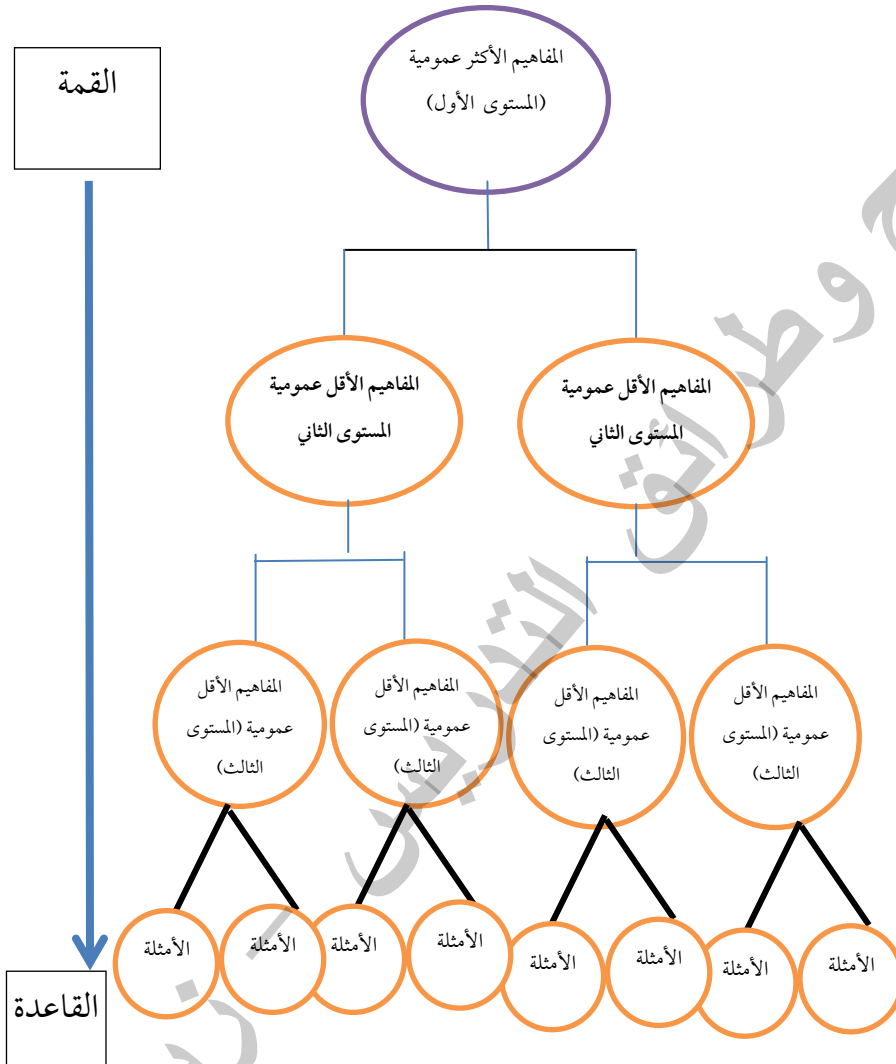 القمة
المفاهيم الأكثر عمومية
(المستوى الأول)
المفاهيم الأقل عمومية
المستوى الثاني
المفاهيم الأقل عمومية
المستوى الثاني
المفاهيم الأقل
عمومية (المستوى
الثالث)
المفاهيم الأقل
عمومية (المستوى
الثالث)
المفاهيم الأقل
عمومية (المستوى
الثالث)
المفاهيم الأقل
عمومية (المستوى
الثالث)
الأمثلة
الأمثلة
الأمثلة
الأمثلة
الأمثلة
الأمثلة
الأمثلة
الأمثلة
القاعدة
وطرائق التدريس –